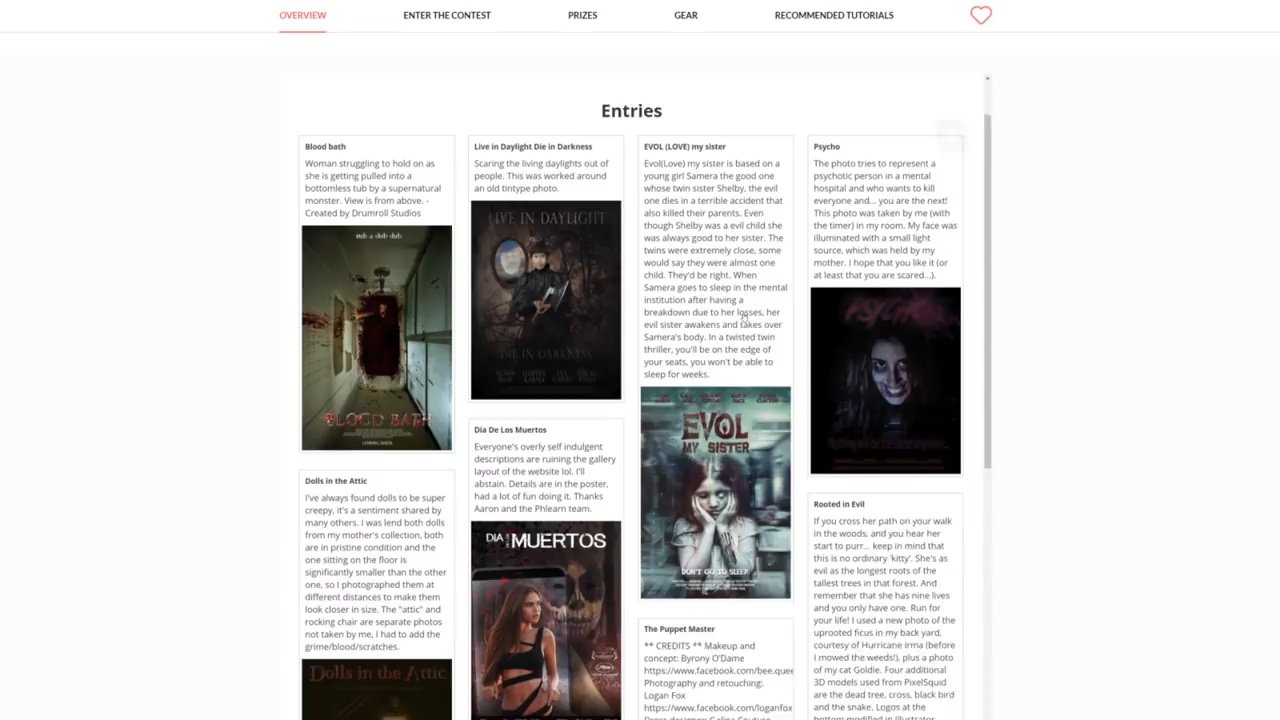 OVERVIEW
ENTER THE CONTEST
PRIZES
GEAR
RECOMMENDED TUTORIALS
Entries
Blood bath
Woman struggling to hold on as
she is getting pulled into a
bottomless tub by a supernatural
monster. View is from above. -
Created by Drumroll Studios
rub a dub dub
BLOOD BATH
Dolls in the Attic
I've always found dolls to be super
creepy, it's a sentiment shared by
many others. I was lend both dolls
from my mother's collection, both
are in pristine condition and the
one sitting on the floor is
significantly smaller than the other
one, so I photographed them at
different distances to make them
look closer in size. The "attic" and
rocking chair are separate photos
not taken by me, I had to add the
grime/blood/scratches.
Dolls in the Attic
Live in Daylight Die in Darkness
Scaring the living daylights out of
people. This was worked around
an old tintype photo.
LIVE IN DAYLIGHT
DIE IN DARKNESS
Dia De Los Muertos
Everyone's overly self indulgent
descriptions are ruining the gallery
layout of the website lol. I'll
abstain. Details are in the poster,
had a lot of fun doing it. Thanks
Aaron and the Phlearn team.
DIA
MUERTOS
EVOL (LOVE) my sister
Evol(Love) my sister is based on a
young girl Samera the good one
whose twin sister Shelby, the evil
one dies in a terrible accident that
also killed their parents. Even
though Shelby was a evil child she
was always good to her sister. The
twins were extremely close, some
would say they were almost one
child. They'd be right. When
Samera goes to sleep in the mental
institution after having a
breakdown due to her losses, her
evil sister awakens and takes over
Samera's body. In a twisted twin
thriller, you'll be on the edge of
your seats, you won't be able to
sleep for weeks.
EVOL
MY SISTER
DON'T GO TO SLEEP.
The Puppet Master
** CREDITS ** Makeup and
concept: Byrony O'Dame
https://www.facebook.com/bee.quee
Photography and retouching:
Logan Fox
https://www.facebook.com/loganfox
Psycho
The photo tries to represent a
psychotic person in a mental
hospital and who wants to kill
everyone and... you are the next!
This photo was taken by me (with
the timer) in my room. My face was
illuminated with a small light
source, which was held by my
mother. I hope that you like it (or
at least that you are scared...).
PSYCHO
Nothing will be the same anymore...
Rooted in Evil
If you cross her path on your walk
in the woods, and you hear her
start to purr... keep in mind that
this is no ordinary 'kitty'. She's as
evil as the longest roots of the
tallest trees in that forest. And
remember that she has nine lives
and you only have one. Run for
your life! I used a new photo of the
uprooted ficus in my back yard,
courtesy of Hurricane Irma (before
I mowed the weeds!), plus a photo
of my cat Goldie. Four additional
3D models used from PixelSquid
are the dead tree, cross, black bird
and the snake. Logos at the
bottom modified in Illustrator